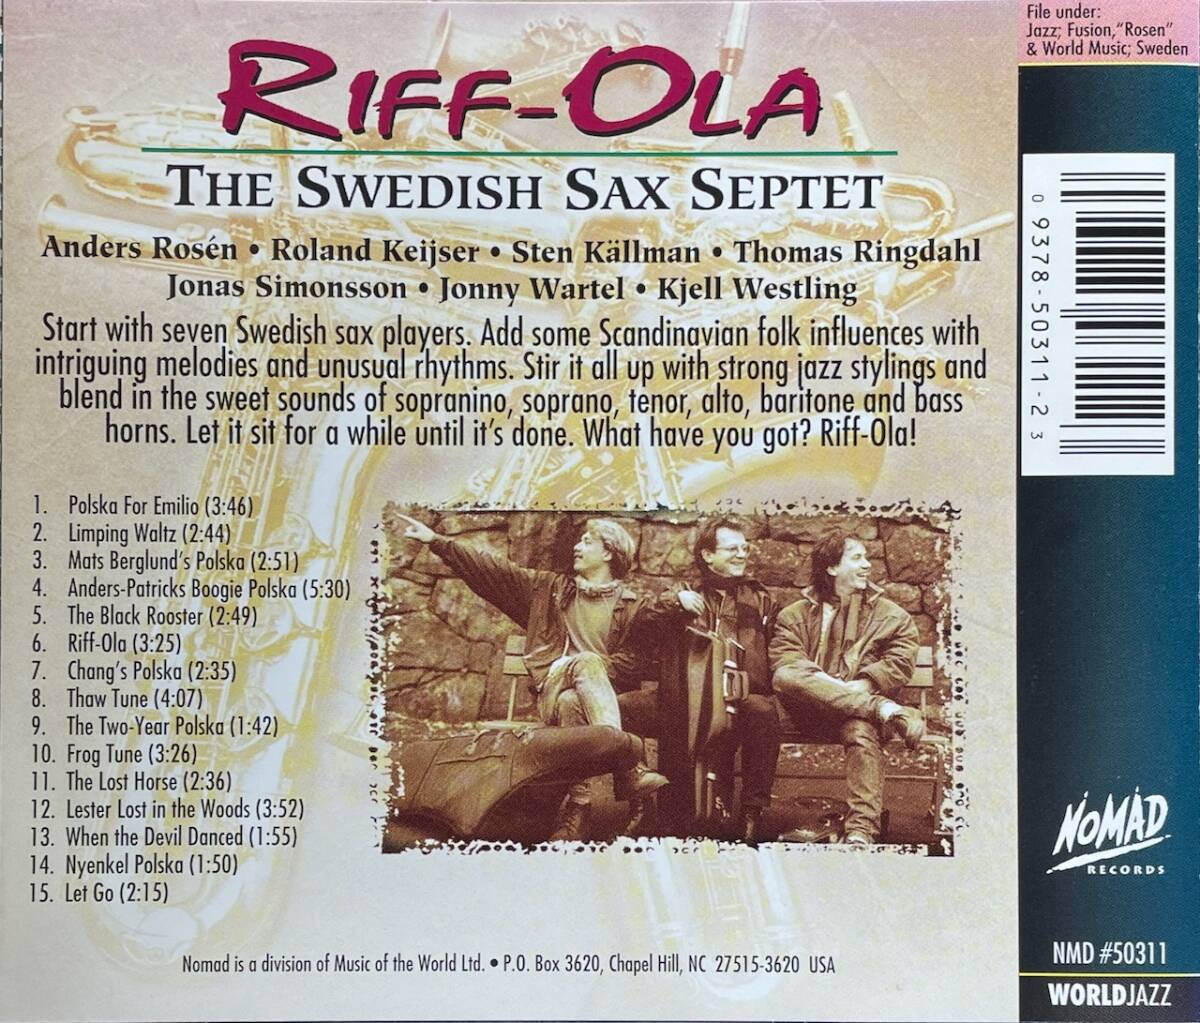 RIFF-OLA
THE SWEDISH SAX SEPTET
Anders Rosén • Roland Keijser • Sten Källman • Thomas Ringdahl
Jonas Simonsson • Jonny Wartel • Kjell Westling
Start with seven Swedish sax players. Add some Scandinavian folk influences with
intriguing melodies and unusual rhythms. Stir it all up with strong jazz stylings and
blend in the sweet sounds of sopranino, soprano, tenor, alto, baritone and bass
horns. Let it sit for a while until it's done. What have you got? Riff-Ola!
1. Polska For Emilio (3:46)
2. Limping Waltz (2:44)
3. Mats Berglund's Polska (2:51)
4. Anders-Patricks Boogie Polska (5:30)
5. The Black Rooster (2:49)
6. Riff-Ola (3:25)
7. Chang's Polska (2:35)
8. Thaw Tune (4:07)
9. The Two-Year Polska (1:42)
10. Frog Tune (3:26)
11. The Lost Horse (2:36)
12. Lester Lost in the Woods (3:52)
13. When the Devil Danced (1:55)
14. Nyenkel Polska (1:50)
15. Let Go (2:15)
Nomad is a division of Music of the World Ltd. • P.O. Box 3620, Chapel Hill, NC 27515-3620 USA
File under:
Jazz; Fusion,"Rosen"
& World Music; Sweden
0 9378-50311-2 3
NOMAD
RECORDS
NMD #50311
WORLDJAZZ